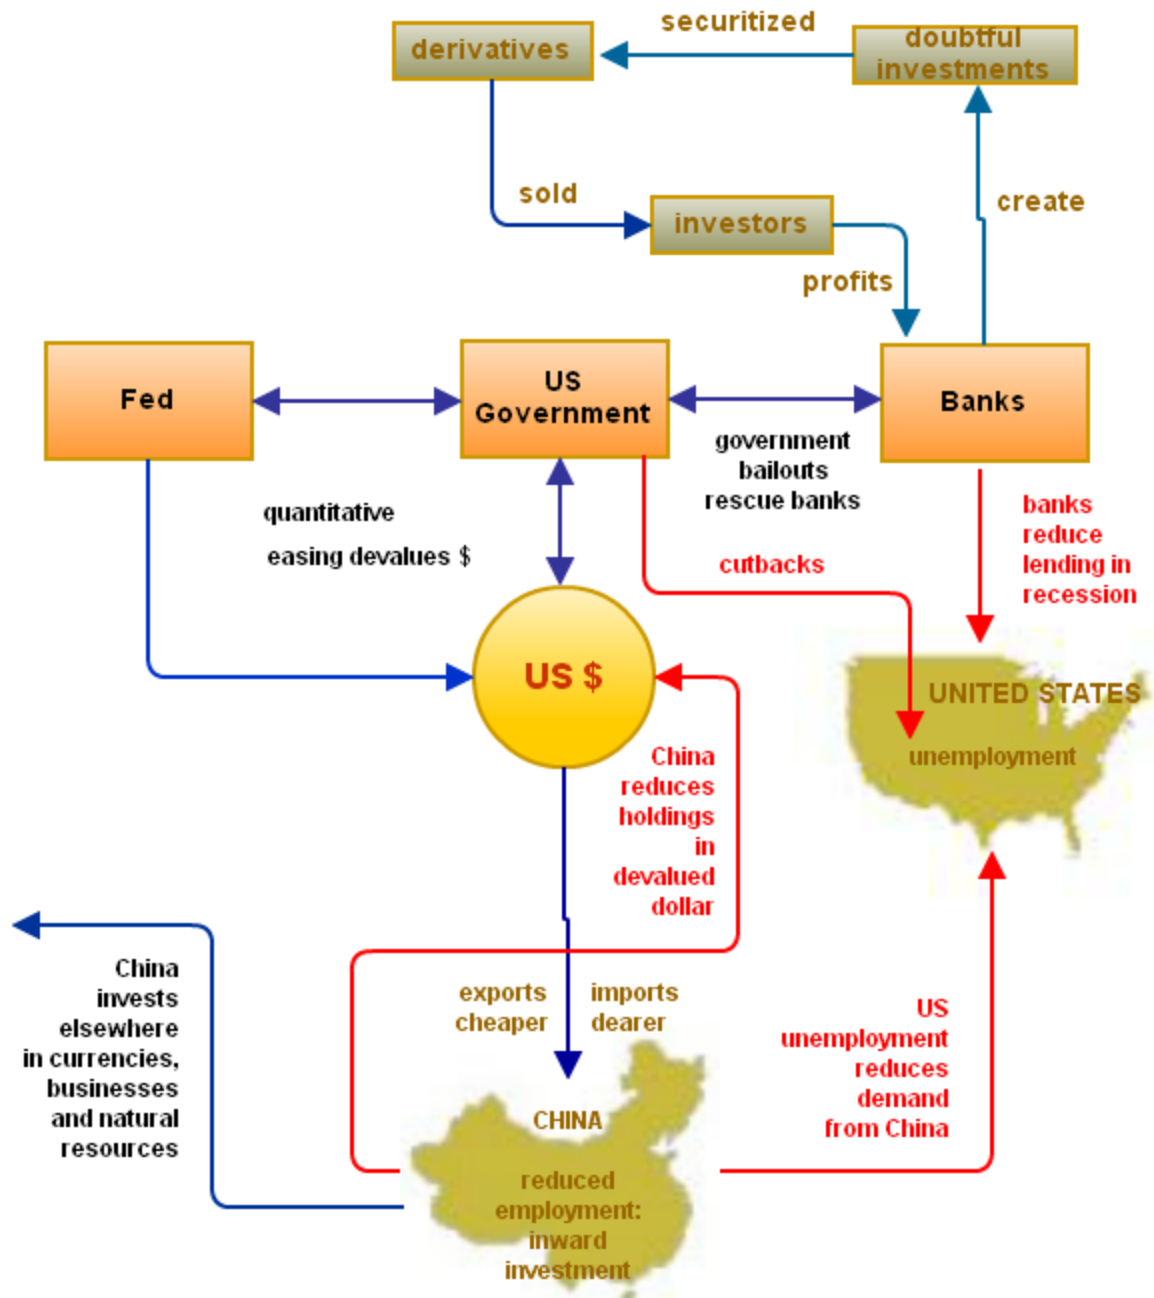 securitized
derivatives
doubtful
investments
sold
create
investors
profits
Fed
US
Government
Banks
government
bailouts
rescue banks
quantitative
easing devalues $
cutbacks
banks
reduce
lending in
recession
US $
UNITED STATES
unemployment
China
reduces
holdings
in
devalued
dollar
China
invests
elsewhere
in currencies,
businesses
and natural
resources
exports
cheaper
imports
dearer
US
unemployment
reduces
demand
from China
CHINA
reduced
employment:
inward
investment